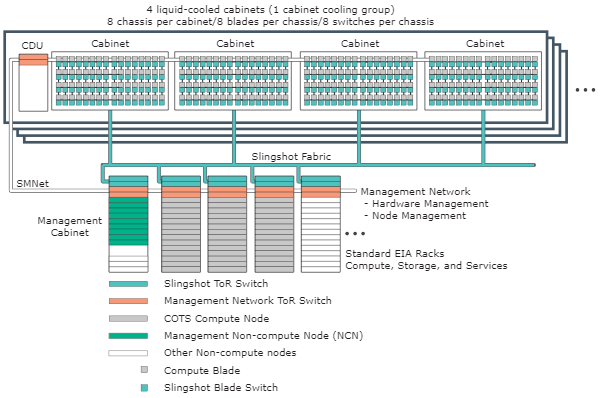 4 liquid-cooled cabinets (1 cabinet cooling group)
8 chassis per cabinet/8 blades per chassis/8 switches per chassis
CDU
Cabinet
Cabinet
Cabinet
Cabinet
Slingshot Fabric
SMNet
Management Network
- Hardware Management
- Node Management
Management
Cabinet
Standard EIA Racks
Compute, Storage, and Services
Slingshot ToR Switch
Management Network ToR Switch
COTS Compute Node
Management Non-compute Node (NCN)
Other Non-compute nodes
Compute Blade
Slingshot Blade Switch